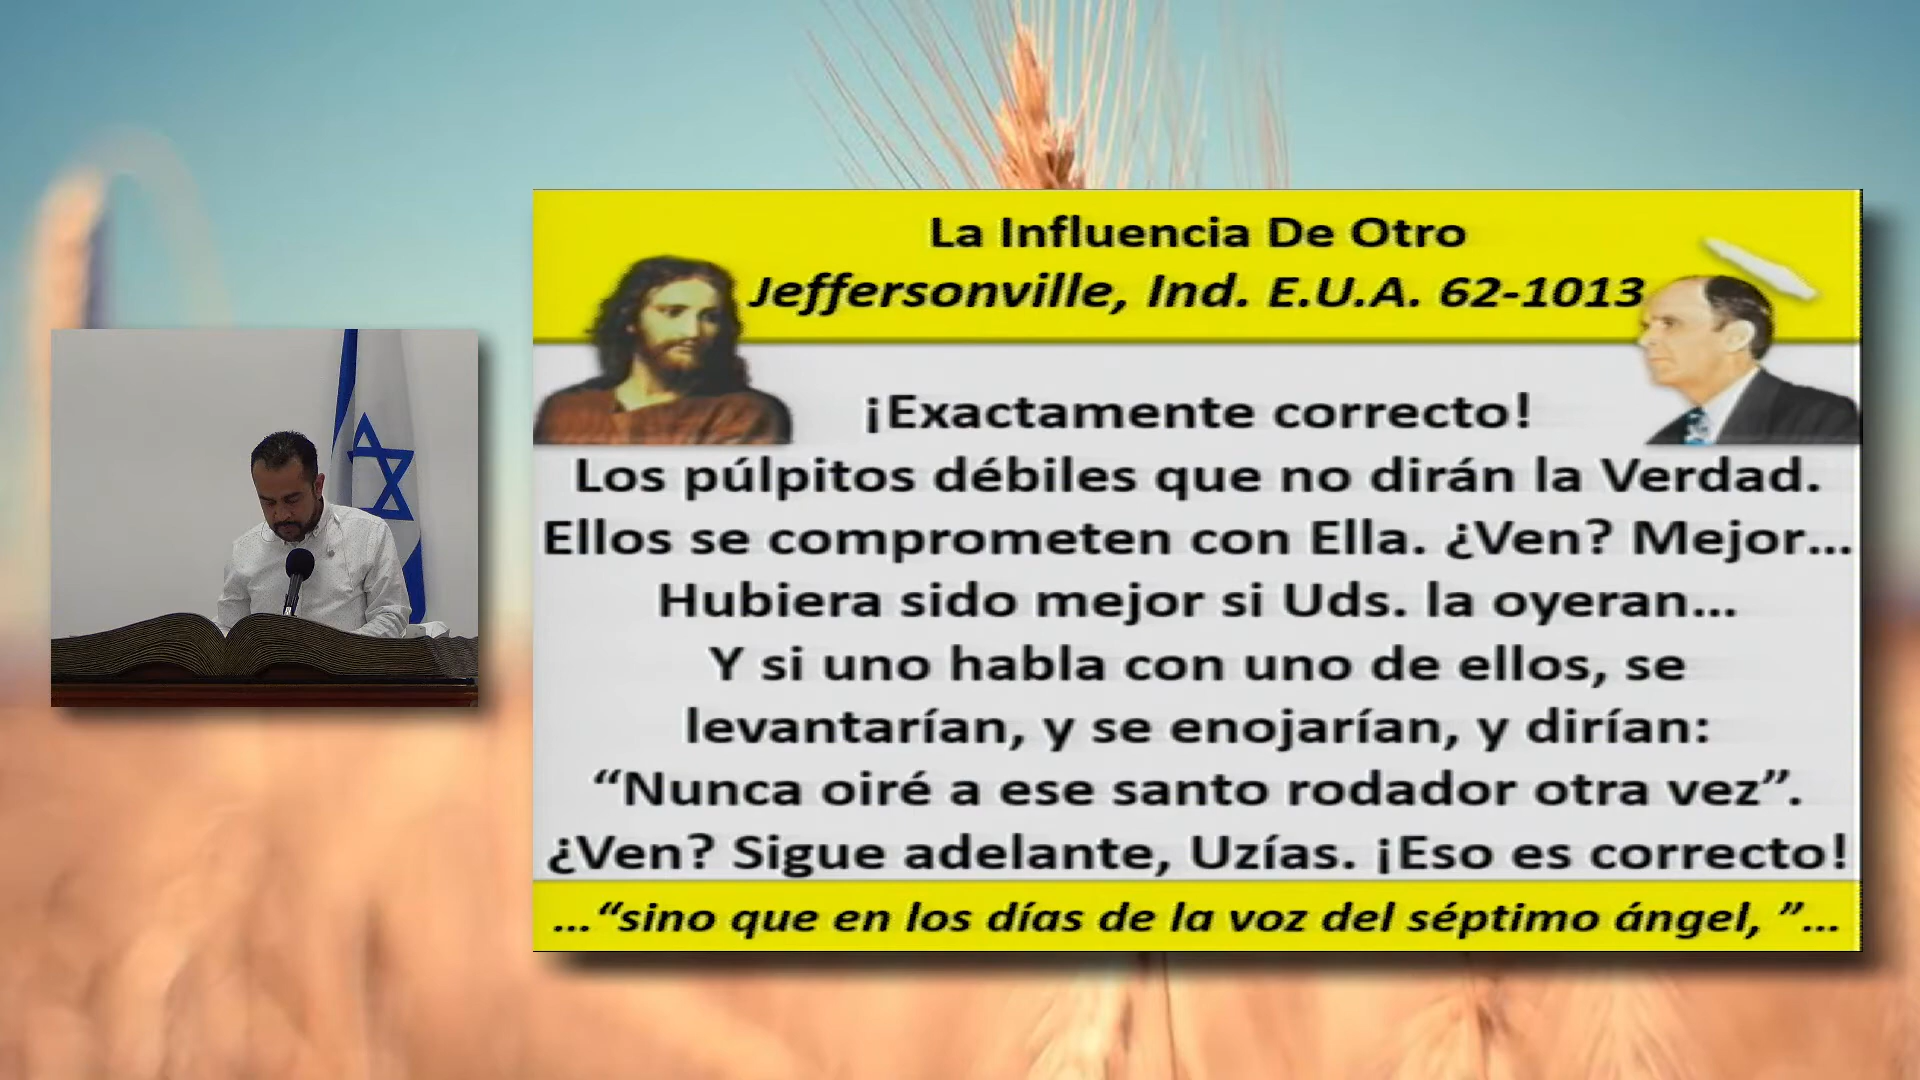 La Influencia De Otro
Jeffersonville, Ind. E.U.A. 62-1013
¡Exactamente correcto!
Los púlpitos débiles que no dirán la Verdad.
Ellos se comprometen con Ella. ¿Ven? Mejor...
Hubiera sido mejor si Uds. la oyeran...
Y si uno habla con uno de ellos, se
levantarían, y se enojarían, y dirían:
“Nunca oiré a ese santo rodador otra vez”.
¿Ven? Sigue adelante, Uzías. ¡Eso es correcto!
...“sino que en los días de la voz del séptimo ángel, ”...